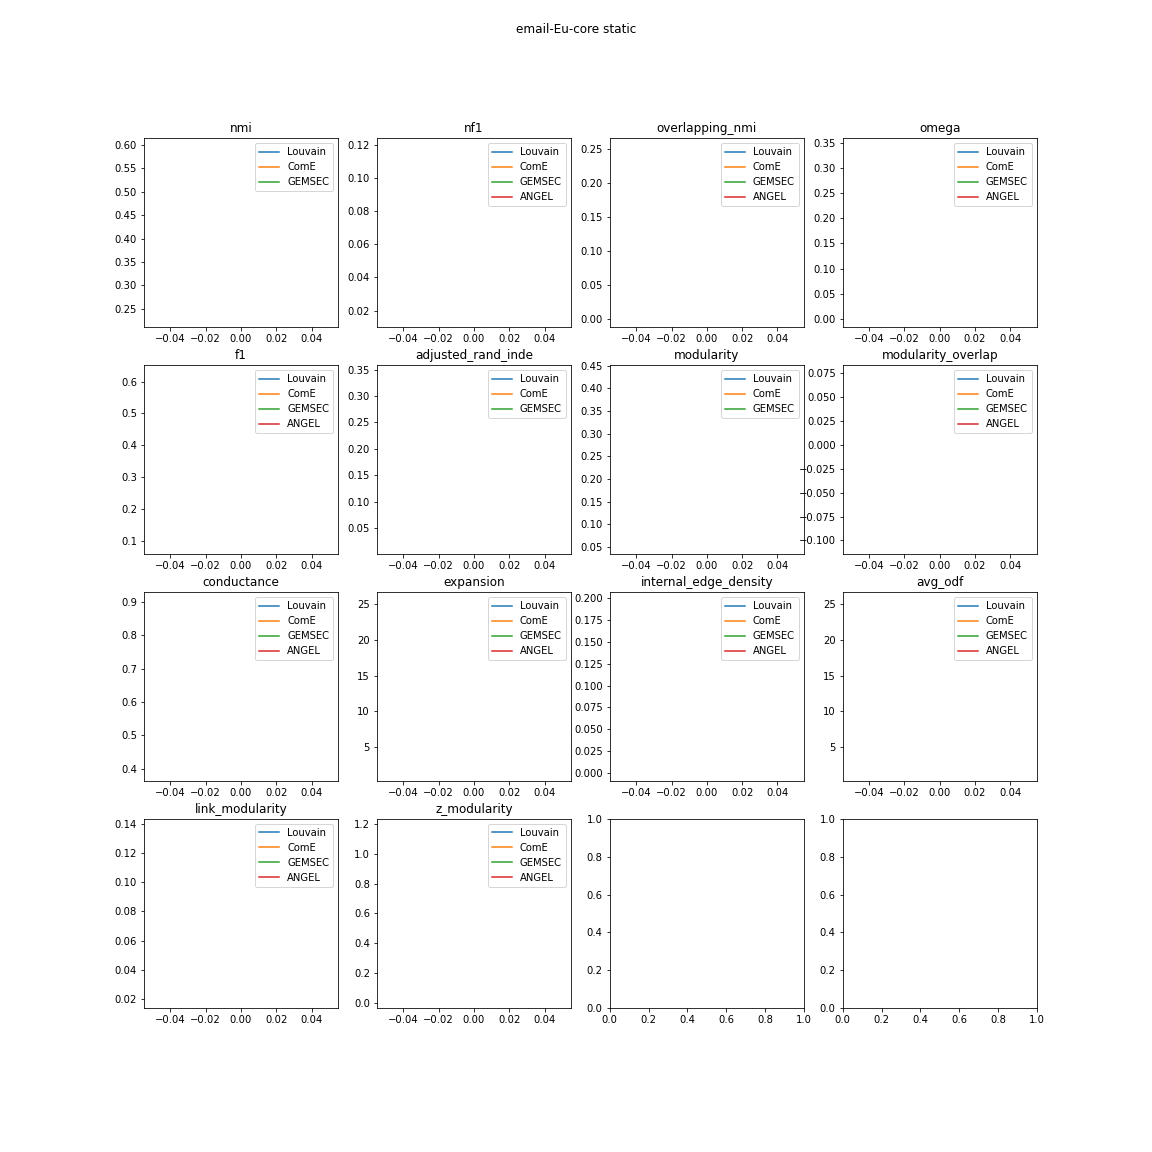 email-Eu-core static
nmi
0.60
0.55
0.50
0.45
0.40
0.35
0.30
0.25
−0.04 −0.02 0.00 0.02 0.04
Louvain
ComE
GEMSEC
nf1
0.12
0.10
0.08
0.06
0.04
0.02
−0.04 −0.02 0.00 0.02 0.04
Louvain
ComE
GEMSEC
ANGEL
overlapping_nmi
0.25
0.20
0.15
0.10
0.05
0.00
−0.04 −0.02 0.00 0.02 0.04
Louvain
ComE
GEMSEC
ANGEL
omega
0.35
0.30
0.25
0.20
0.15
0.10
0.05
0.00
−0.04 −0.02 0.00 0.02 0.04
Louvain
ComE
GEMSEC
ANGEL
f1
0.6
0.5
0.4
0.3
0.2
0.1
−0.04 −0.02 0.00 0.02 0.04
Louvain
ComE
GEMSEC
ANGEL
adjusted_rand_inde
0.35
0.30
0.25
0.20
0.15
0.10
0.05
−0.04 −0.02 0.00 0.02 0.04
Louvain
ComE
GEMSEC
modularity
0.45
0.40
0.35
0.30
0.25
0.20
0.15
0.10
0.05
−0.04 −0.02 0.00 0.02 0.04
Louvain
ComE
GEMSEC
modularity_overlap
0.075
0.050
0.025
0.000
−0.025
−0.050
−0.075
−0.100
−0.04 −0.02 0.00 0.02 0.04
Louvain
ComE
GEMSEC
ANGEL
conductance
0.9
0.8
0.7
0.6
0.5
0.4
−0.04 −0.02 0.00 0.02 0.04
Louvain
ComE
GEMSEC
ANGEL
expansion
25
20
15
10
5
−0.04 −0.02 0.00 0.02 0.04
Louvain
ComE
GEMSEC
ANGEL
internal_edge_density
0.200
0.175
0.150
0.125
0.100
0.075
0.050
0.025
0.000
−0.04 −0.02 0.00 0.02 0.04
Louvain
ComE
GEMSEC
ANGEL
avg_odf
25
20
15
10
5
−0.04 −0.02 0.00 0.02 0.04
Louvain
ComE
GEMSEC
ANGEL
link_modularity
0.14
0.12
0.10
0.08
0.06
0.04
0.02
−0.04 −0.02 0.00 0.02 0.04
Louvain
ComE
GEMSEC
ANGEL
z_modularity
1.2
1.0
0.8
0.6
0.4
0.2
0.0
−0.04 −0.02 0.00 0.02 0.04
Louvain
ComE
GEMSEC
ANGEL
1.0
0.8
0.6
0.4
0.2
0.0
0.0 0.2 0.4 0.6 0.8 1.0
1.0
0.8
0.6
0.4
0.2
0.0
0.0 0.2 0.4 0.6 0.8 1.0